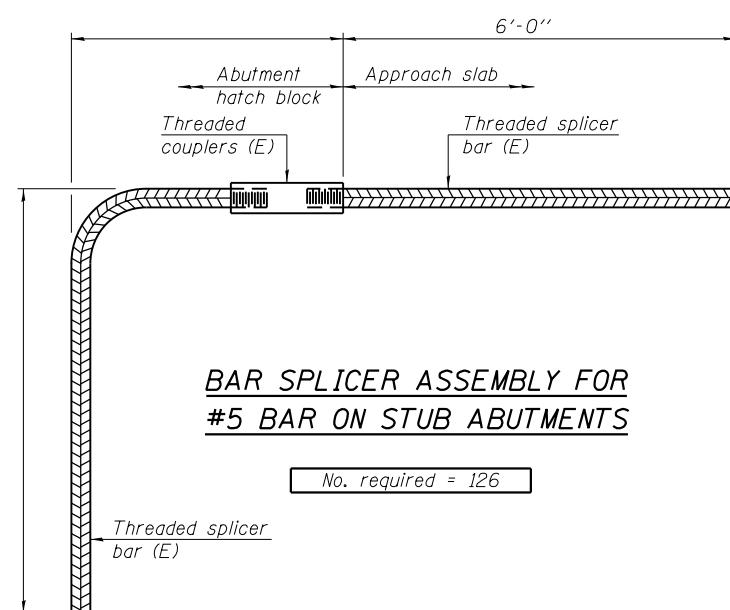 6'-0"
Abutment
hatch block
Approach slab
Threaded
couplers (E)
Threaded splicer
bar (E)
BAR SPLICER ASSEMBLY FOR
#5 BAR ON STUB ABUTMENTS
No. required = 126
Threaded splicer
bar (E)